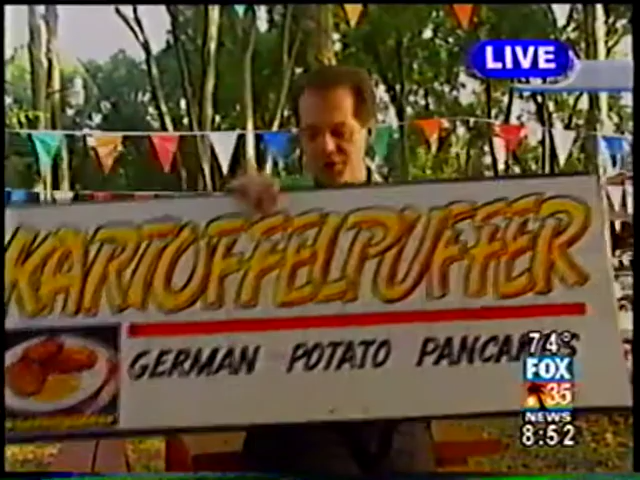 LIVE
KARTOFFELPUFFER
GERMAN POTATO PANCAKES
74°
FOX
35
NEWS
8:52